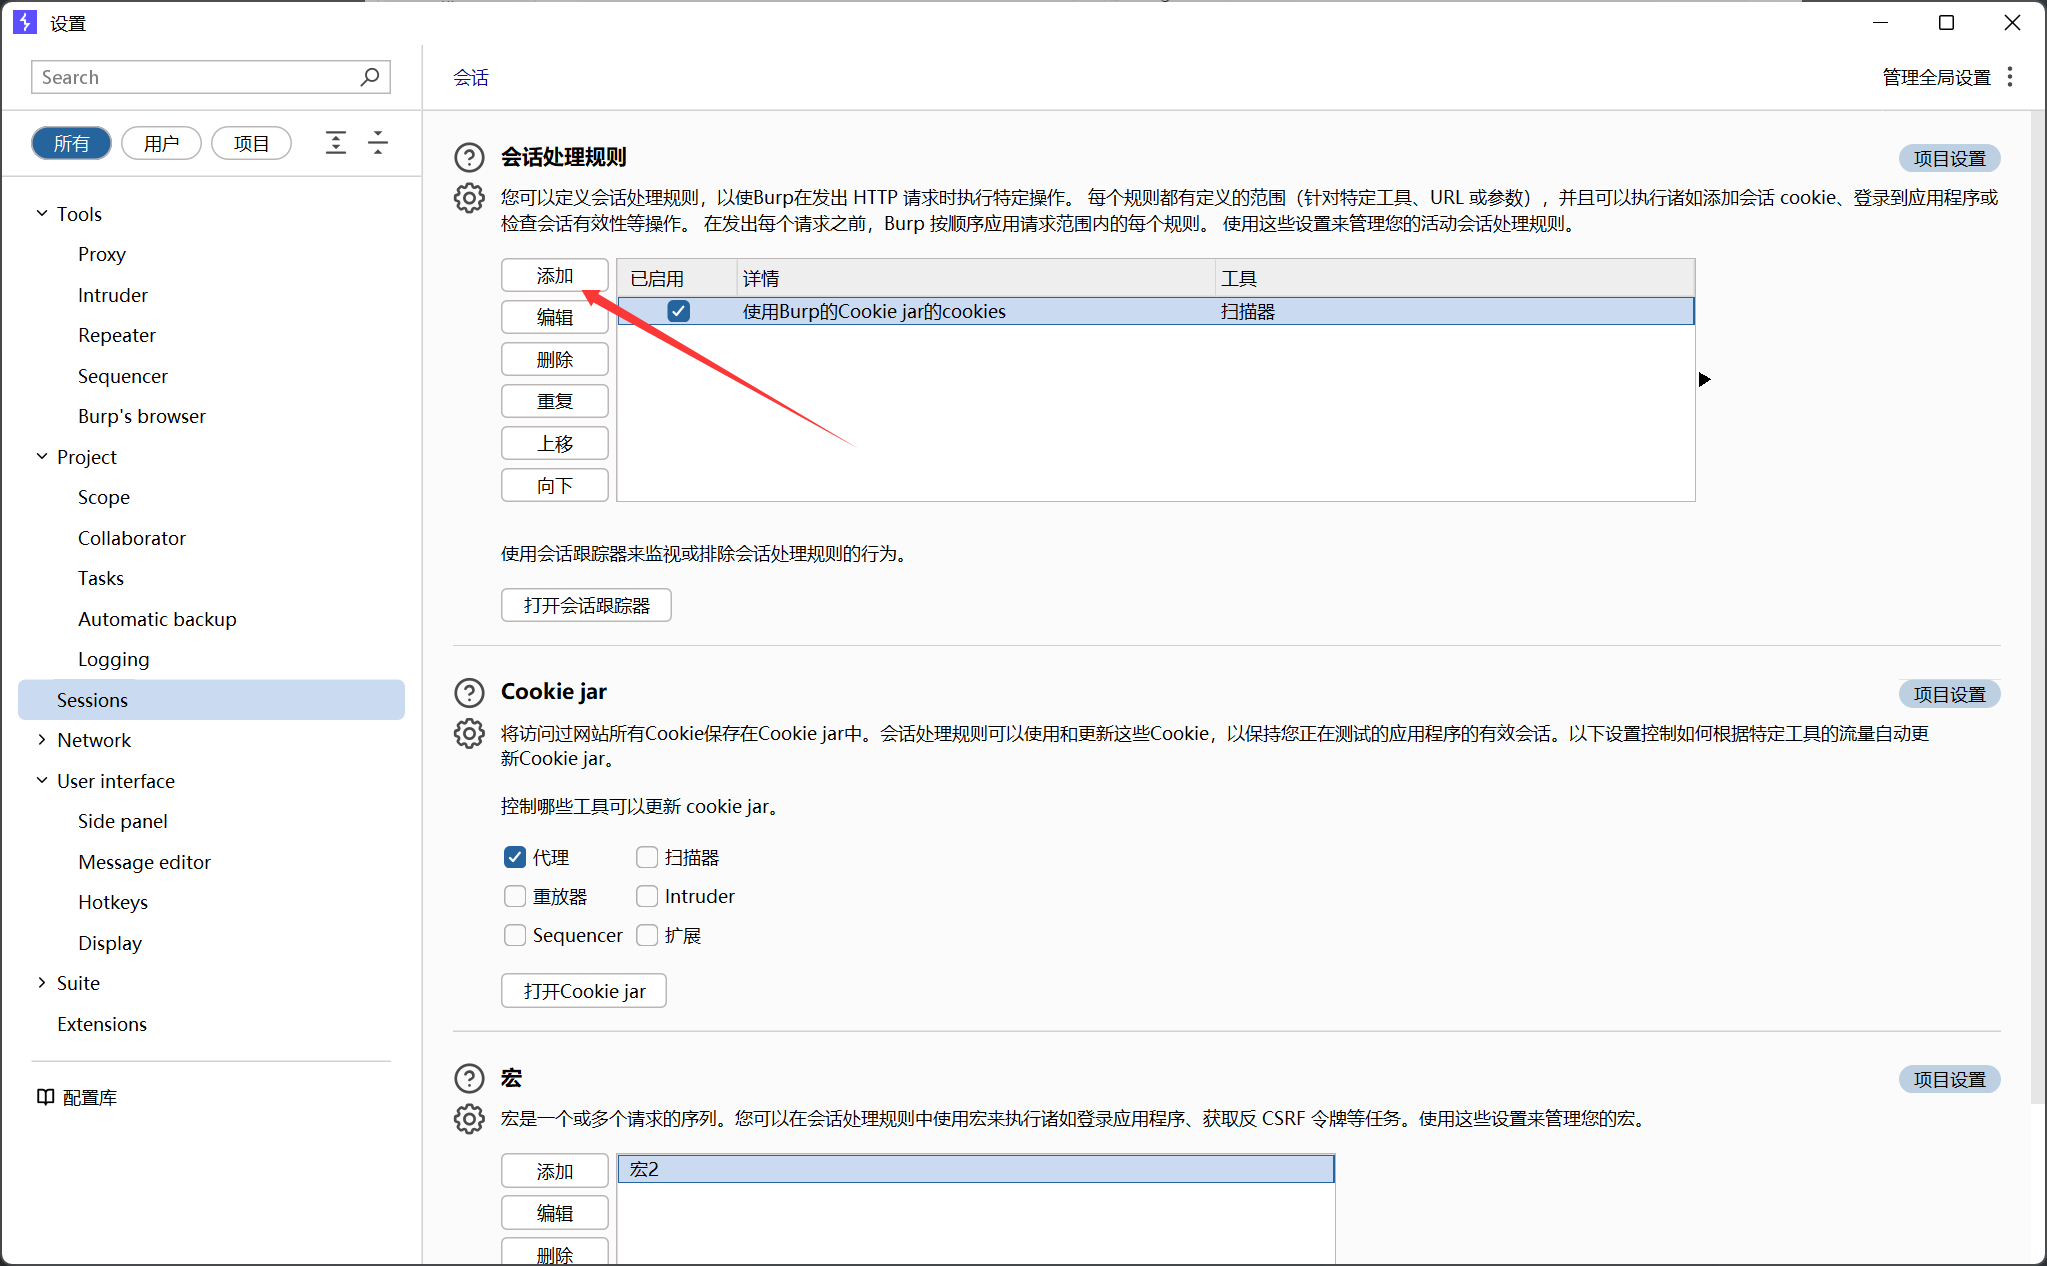 设置
Search
会话
管理全局设置
所有
用户
项目
Tools
Proxy
Intruder
Repeater
Sequencer
Burp's browser
Project
Scope
Collaborator
Tasks
Automatic backup
Logging
Sessions
Network
User interface
Side panel
Message editor
Hotkeys
Display
Suite
Extensions
配置库
会话处理规则
项目设置
您可以定义会话处理规则，以使Burp在发出 HTTP 请求时执行特定操作。 每个规则都有定义的范围（针对特定工具、URL 或参数），并且可以执行诸如添加会话 cookie、登录到应用程序或
检查会话有效性等操作。 在发出每个请求之前，Burp 按顺序应用请求范围内的每个规则。 使用这些设置来管理您的活动会话处理规则。
添加
编辑
删除
重复
上移
向下
已启用
详情
工具
使用Burp的Cookie jar的cookies
扫描器
使用会话跟踪器来监视或排除会话处理规则的行为。
打开会话跟踪器
Cookie jar
项目设置
将访问过网站所有Cookie保存在Cookie jar中。会话处理规则可以使用和更新这些Cookie，以保持您正在测试的应用程序的有效会话。以下设置控制如何根据特定工具的流量自动更
新Cookie jar。
控制哪些工具可以更新 cookie jar。
代理
扫描器
重放器
Intruder
Sequencer
扩展
打开Cookie jar
宏
项目设置
宏是一个或多个请求的序列。您可以在会话处理规则中使用宏来执行诸如登录应用程序、获取反 CSRF 令牌等任务。使用这些设置来管理您的宏。
添加
编辑
删除
宏2